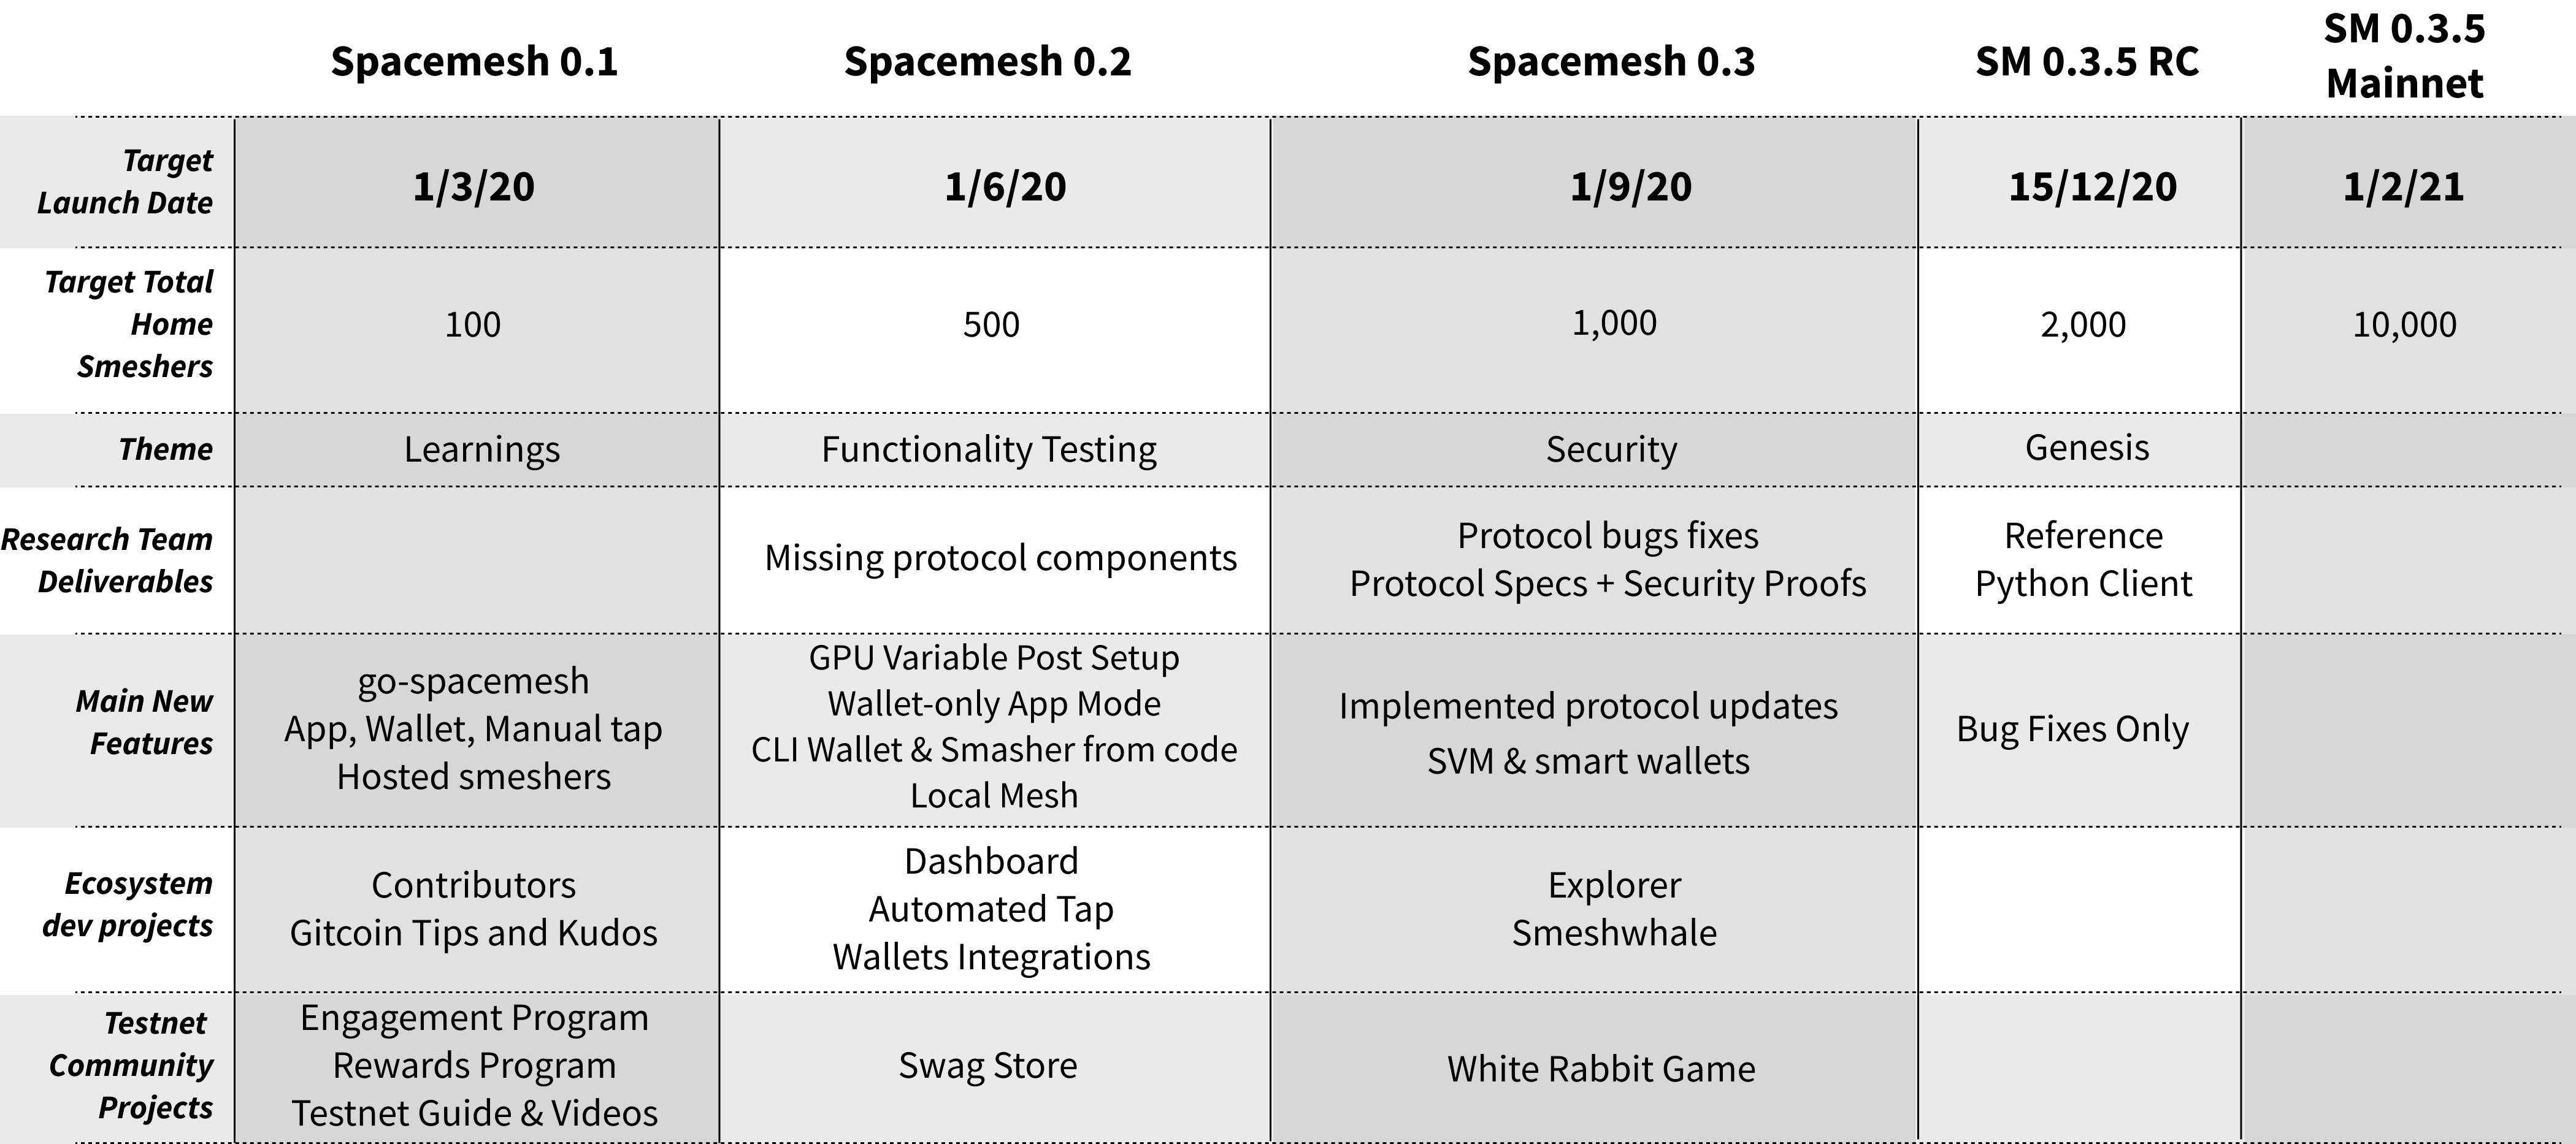 Spacemesh 0.1
Spacemesh 0.2
Spacemesh 0.3
SM 0.3.5 RC
SM 0.3.5
Mainnet
Target
Launch Date
1/3/20
1/6/20
1/9/20
15/12/20
1/2/21
Target Total
Home
Smeshers
100
500
1,000
2,000
10,000
Theme
Learnings
Functionality Testing
Security
Genesis
Research Team
Deliverables
Missing protocol components
Protocol bugs fixes
Protocol Specs + Security Proofs
Reference
Python Client
Main New
Features
go-spacemesh
App, Wallet, Manual tap
Hosted smeshers
GPU Variable Post Setup
Wallet-only App Mode
CLI Wallet & Smasher from code
Local Mesh
Implemented protocol updates
SVM & smart wallets
Bug Fixes Only
Ecosystem
dev projects
Contributors
Gitcoin Tips and Kudos
Dashboard
Automated Tap
Wallets Integrations
Explorer
Smeshwhale
Testnet
Community
Projects
Engagement Program
Rewards Program
Testnet Guide & Videos
Swag Store
White Rabbit Game